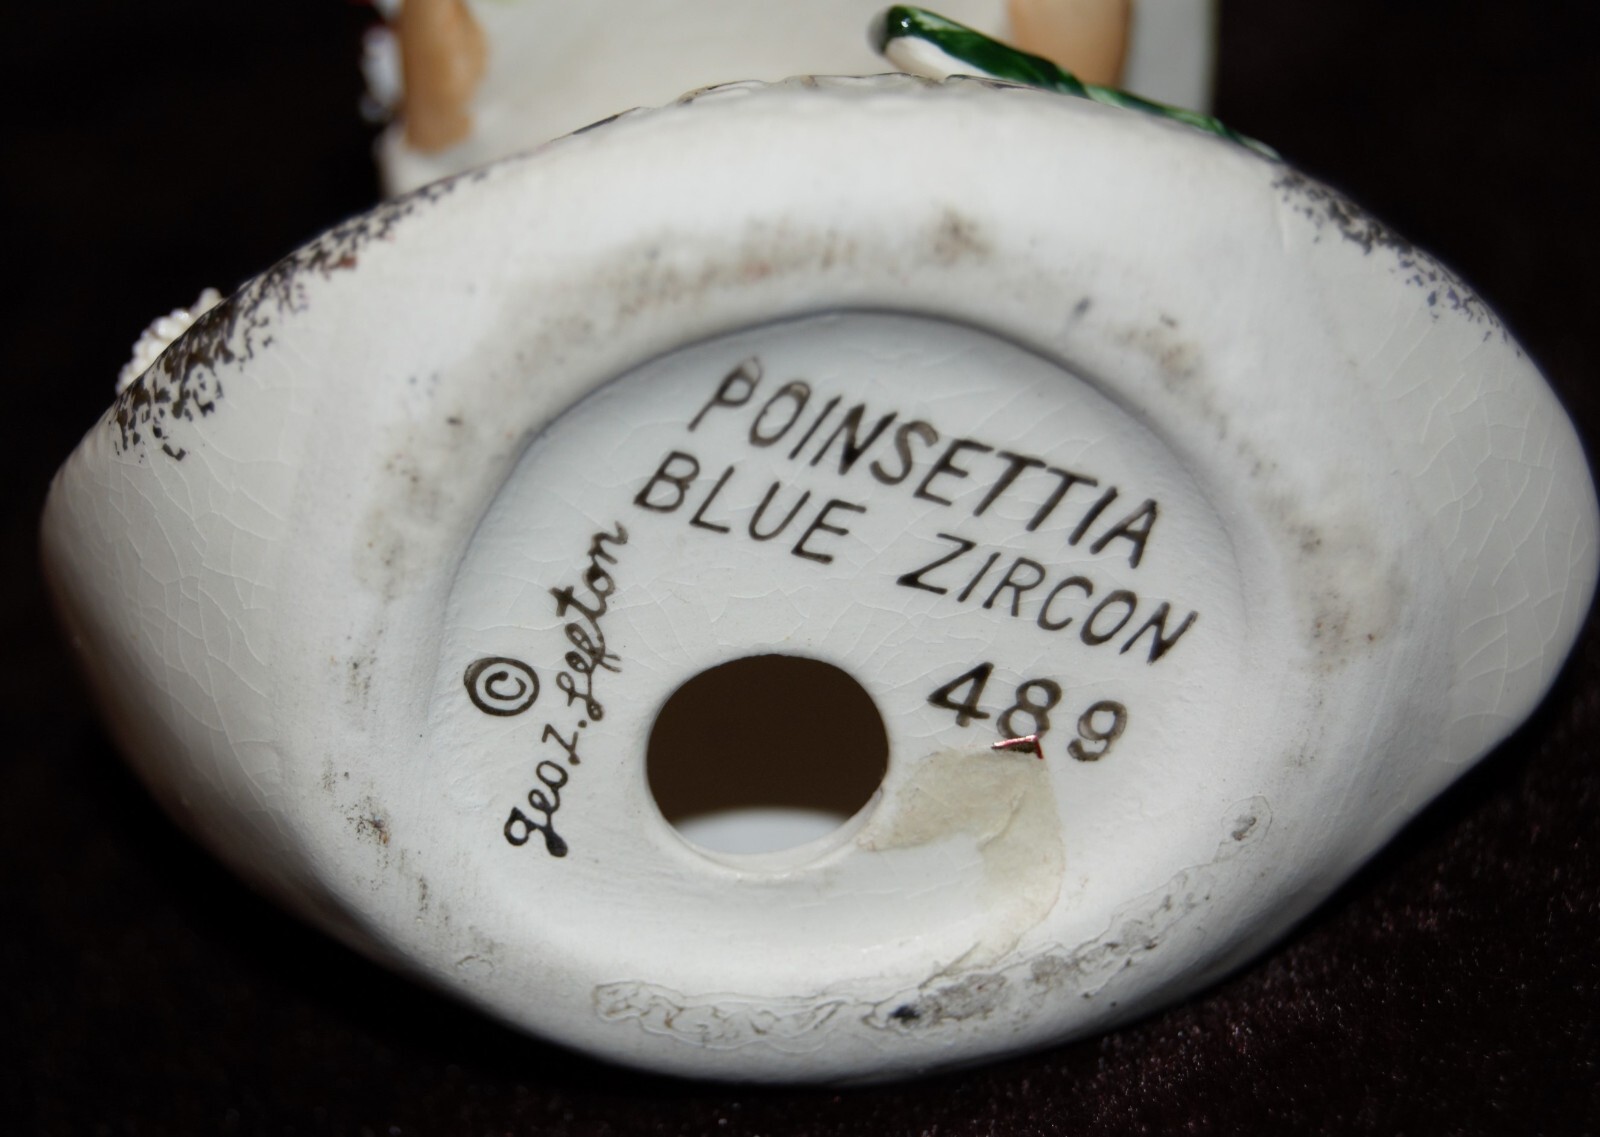 POINSETTIA
BLUE ZIRCON
489
© Geo. Z. Lefton